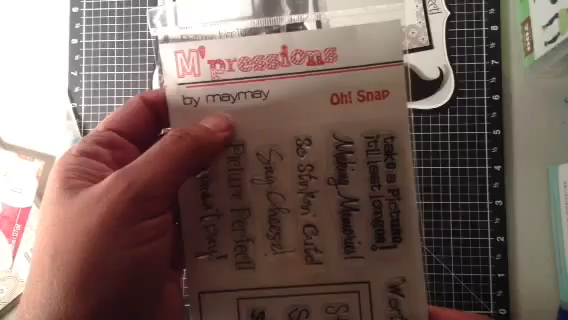 M'pressions
by maymay
Oh! Snap
take a picture,
it'll last longer!
Making Memories!
So Stinkin' Cute!
Say Cheese!
Picture Perfect